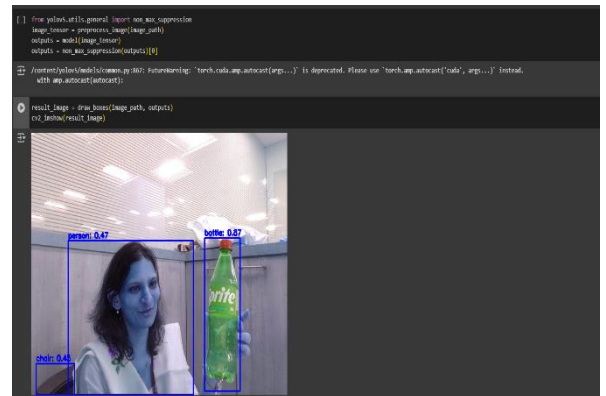 [ ] from yolov5.utils.general import non_max_suppression
image_tensor = preprocess_image(image_path)
outputs = model(image_tensor)
outputs = non_max_suppression(outputs)[0]
/content/yolov5/models/common.py:867: FutureWarning: `torch.cuda.amp.autocast(args...)` is deprecated. Please use `torch.amp.autocast('cuda', args...)` instead.
with amp.autocast(autocast):
result_image = draw_boxes(image_path, outputs)
cv2_imshow(result_image)
person: 0.47
bottle: 0.87
prite
chair: 0.43